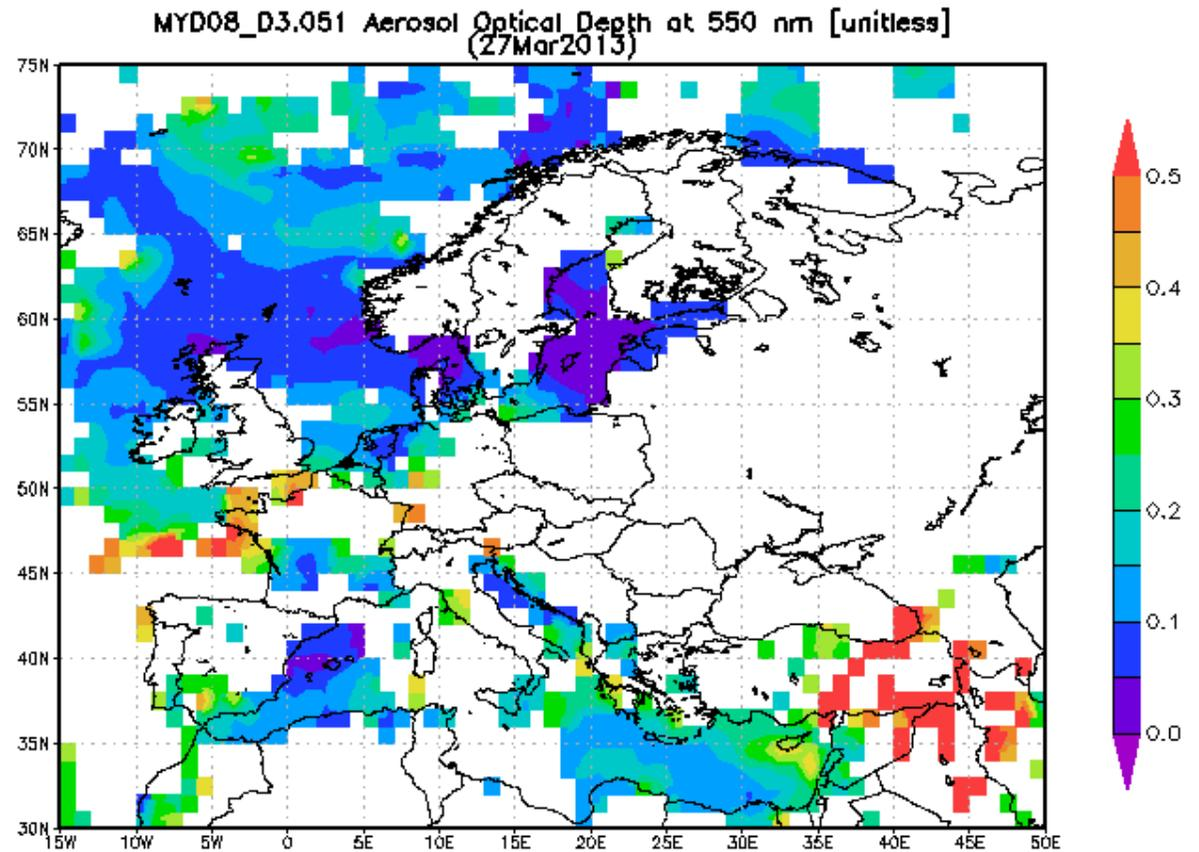 MYD08_D3.051 Aerosol Optical Depth at 550 nm [unitless]
(27Mar2013)
75N
70N
65N
60N
55N
50N
45N
40N
35N
30N
15W 10W 5W 0 5E 10E 15E 20E 25E 30E 35E 40E 45E 50E
0.5
0.4
0.3
0.2
0.1
0.0